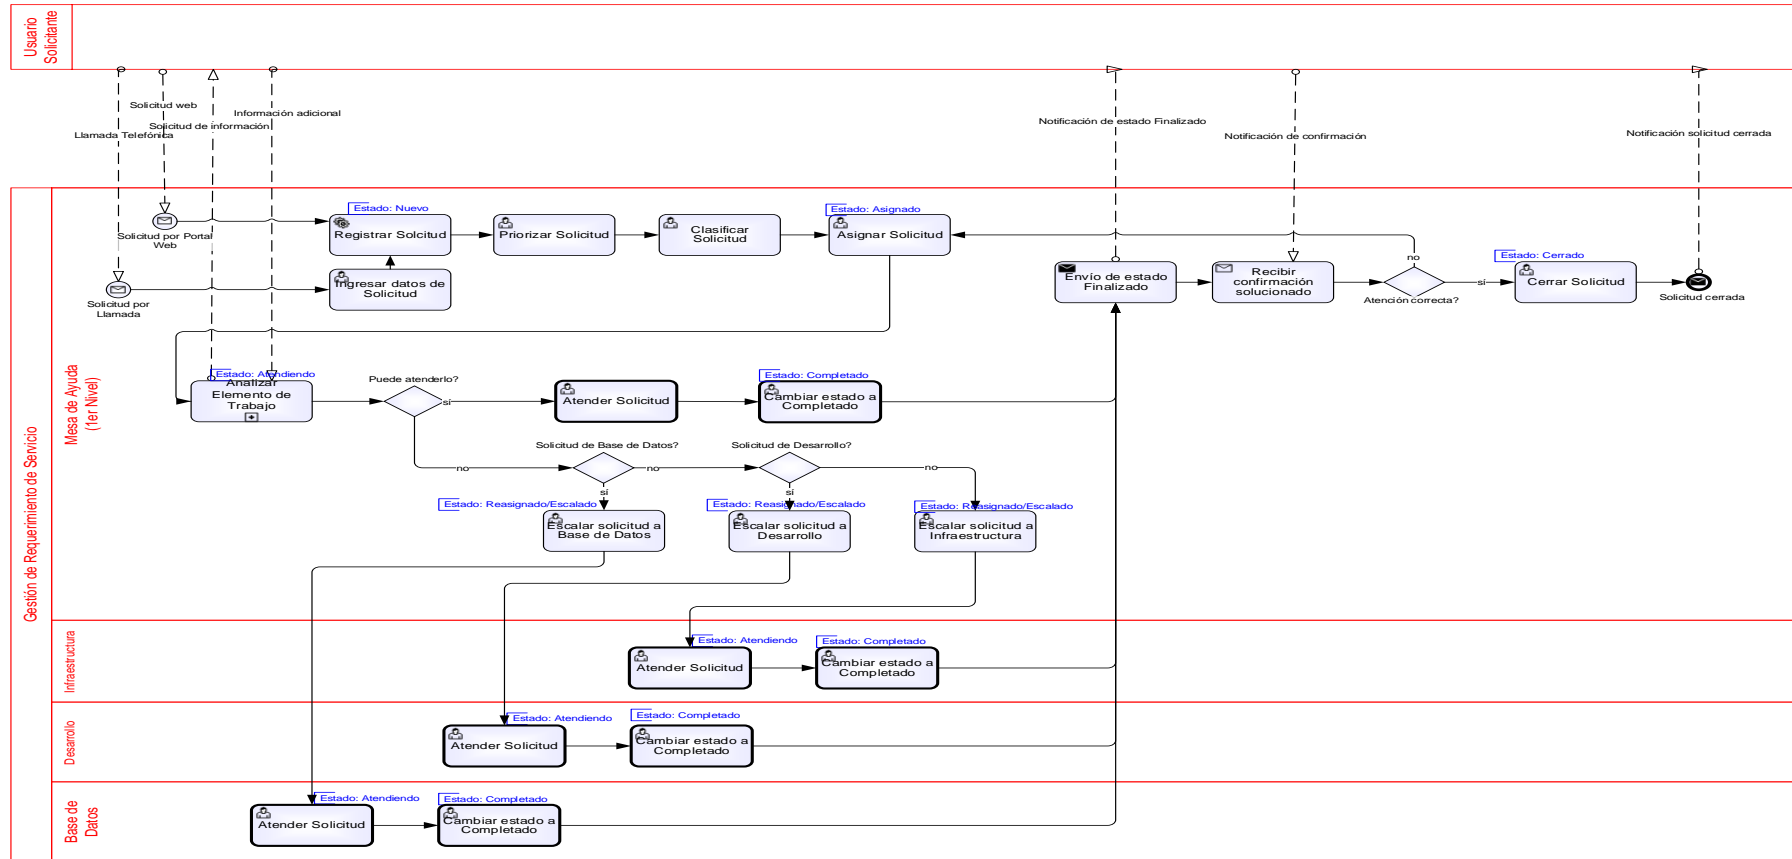 Usuario
Solicitante
Solicitud web
Llamada Telefónica
Solicitud de información
Información adicional
Notificación de estado Finalizado
Notificación de confirmación
Notificación solicitud cerrada
Gestión de Requerimiento de Servicio
Mesa de Ayuda
(1er Nivel)
Solicitud por Portal
Web
Solicitud por
Llamada
Estado: Nuevo
Registrar Solcitud
Ingresar datos de
Solicitud
Priorizar Solicitud
Clasificar
Solicitud
Estado: Asignado
Asignar Solicitud
Envío de estado
Finalizado
Recibir
confirmación
solucionado
no
Atención correcta?
sí
Estado: Cerrado
Cerrar Solicitud
Solicitud cerrada
Estado: Atendiendo
Analizar
Elemento de
Trabajo
Puede atenderlo?
sí
Atender Solicitud
Estado: Completado
Cambiar estado a
Completado
no
Solicitud de Base de Datos?
no
sí
Solicitud de Desarrollo?
no
sí
Estado: Reasignado/Escalado
Escalar solicitud a
Base de Datos
Estado: Reasignado/Escalado
Escalar solicitud a
Desarrollo
Estado: Reasignado/Escalado
Escalar solicitud a
Infraestructura
Infraestructura
Estado: Atendiendo
Atender Solicitud
Estado: Completado
Cambiar estado a
Completado
Desarrollo
Estado: Atendiendo
Atender Solicitud
Estado: Completado
Cambiar estado a
Completado
Base de
Datos
Estado: Atendiendo
Atender Solicitud
Estado: Completado
Cambiar estado a
Completado